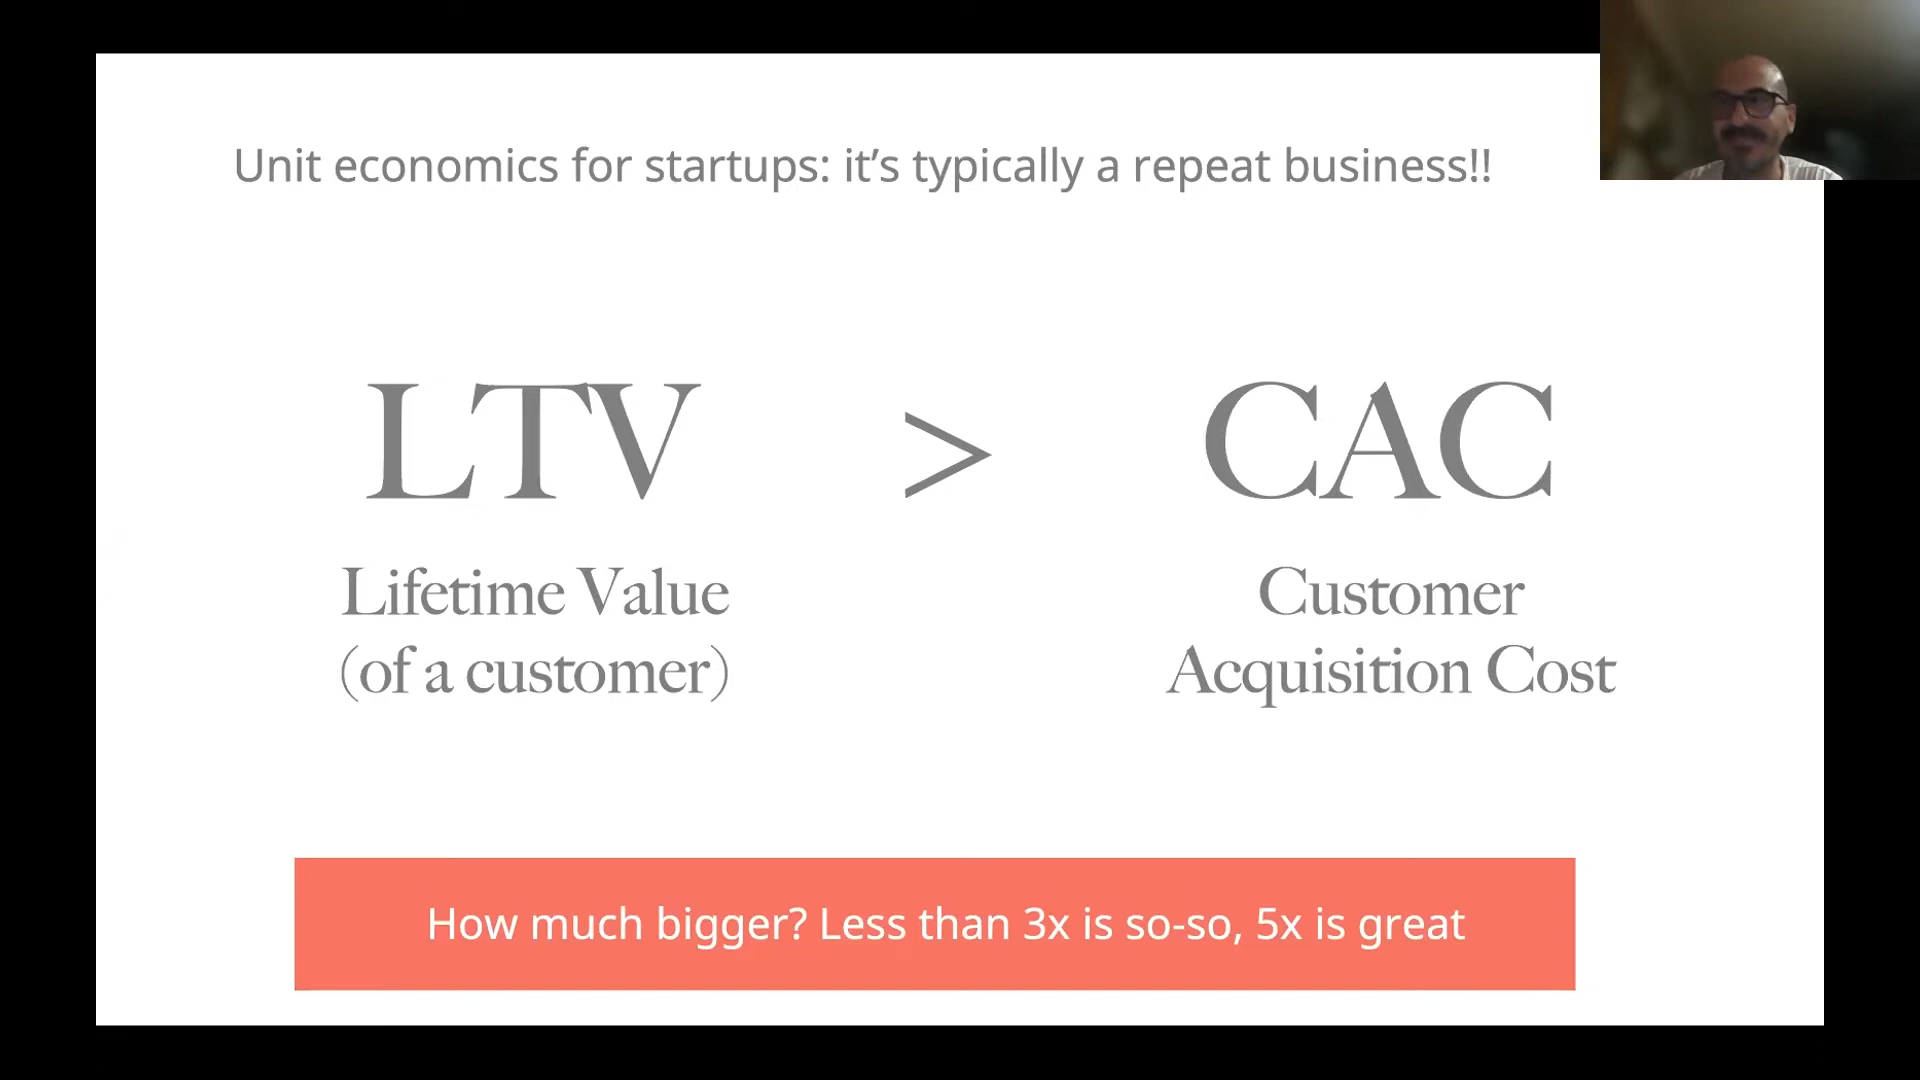 Unit economics for startups: it’s typically a repeat business!!
LTV > CAC
Lifetime Value
(of a customer)
Customer
Acquisition Cost
How much bigger? Less than 3x is so-so, 5x is great